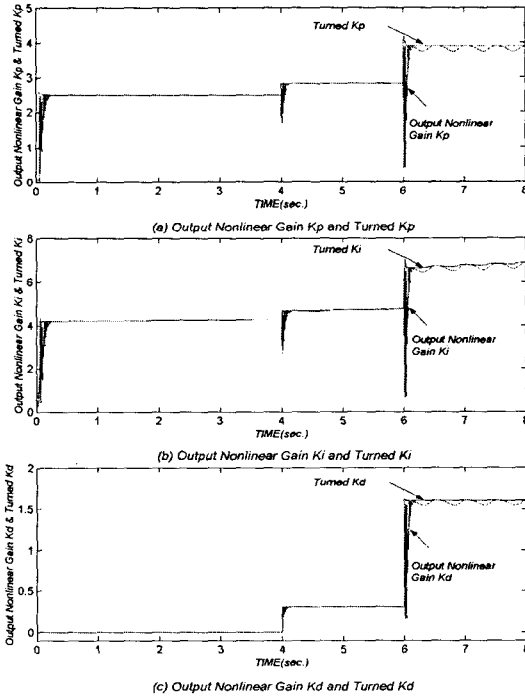 Output Nonlinear Gain Kp & Turned Kp
5
4
3
2
1
0
Turned Kp
Output Nonlinear
Gain Kp
0 1 2 3 4 5 6 7 8
TIME(sec.)
(a) Output Nonlinear Gain Kp and Turned Kp
Output Nonlinear Gain Ki & Turned Ki
8
6
4
2
0
Turned Ki
Output Nonlinear
Gain Ki
0 1 2 3 4 5 6 7 8
TIME(sec.)
(b) Output Nonlinear Gain Ki and Turned Ki
Output Nonlinear Gain Kd & Turned Kd
2
1.5
1
0.5
0
Turned Kd
Output Nonlinear
Gain Kd
0 1 2 3 4 5 6 7 8
TIME(sec.)
(c) Output Nonlinear Gain Kd and Turned Kd